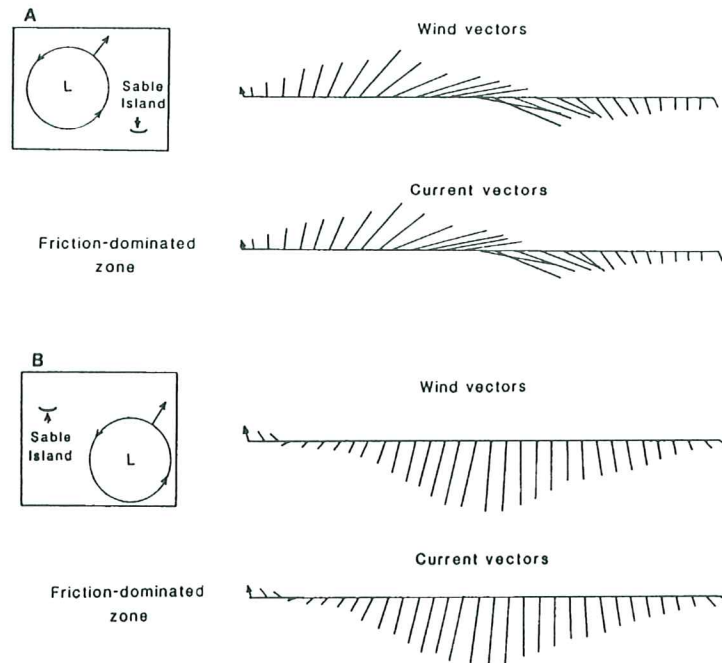 A
Wind vectors
L
Sable
Island
Current vectors
Friction-dominated
zone
B
Wind vectors
Sable
Island
L
Current vectors
Friction-dominated
zone